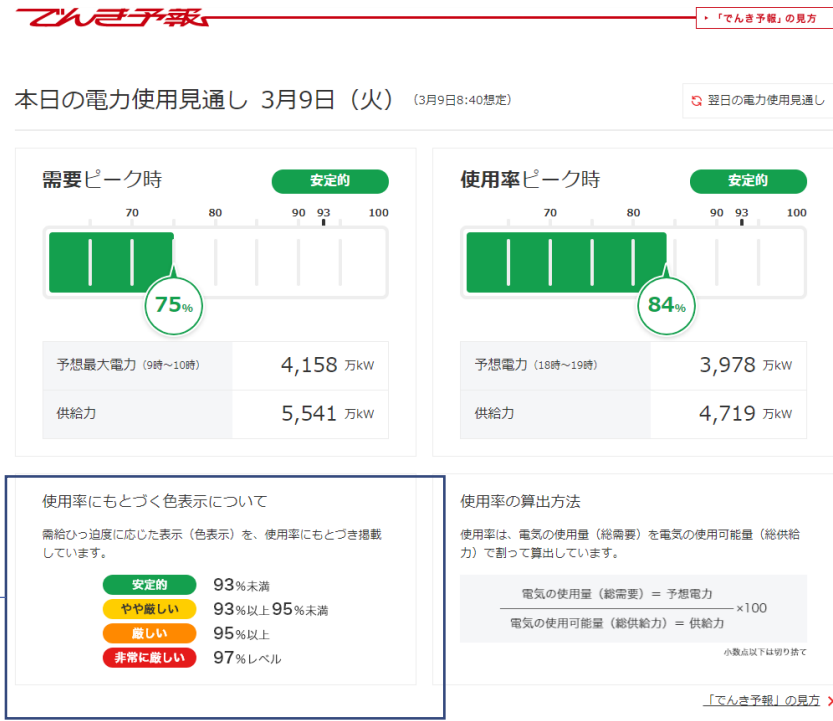 でんき予報
「でんき予報」の見方
本日の電力使用見通し 3月9日（火）（3月9日8:40想定）
翌日の電力使用見通し
需要ピーク時
安定的
70 80 90 93 100
75%
予想最大電力（9時～10時） 4,158 万kW
供給力 5,541 万kW
使用率ピーク時
安定的
70 80 90 93 100
84%
予想電力（18時～19時） 3,978 万kW
供給力 4,719 万kW
使用率にもとづく色表示について
需給ひっ迫度に応じた表示（色表示）を、使用率にもとづき掲載
しています。
安定的 93%未満
やや厳しい 93%以上95%未満
厳しい 95%以上
非常に厳しい 97%レベル
使用率の算出方法
使用率は、電気の使用量（総需要）を電気の使用可能量（総供給
力）で割って算出しています。
電気の使用量（総需要）＝ 予想電力
×100
電気の使用可能量（総供給力）＝ 供給力
小数点以下は切り捨て
「でんき予報」の見方